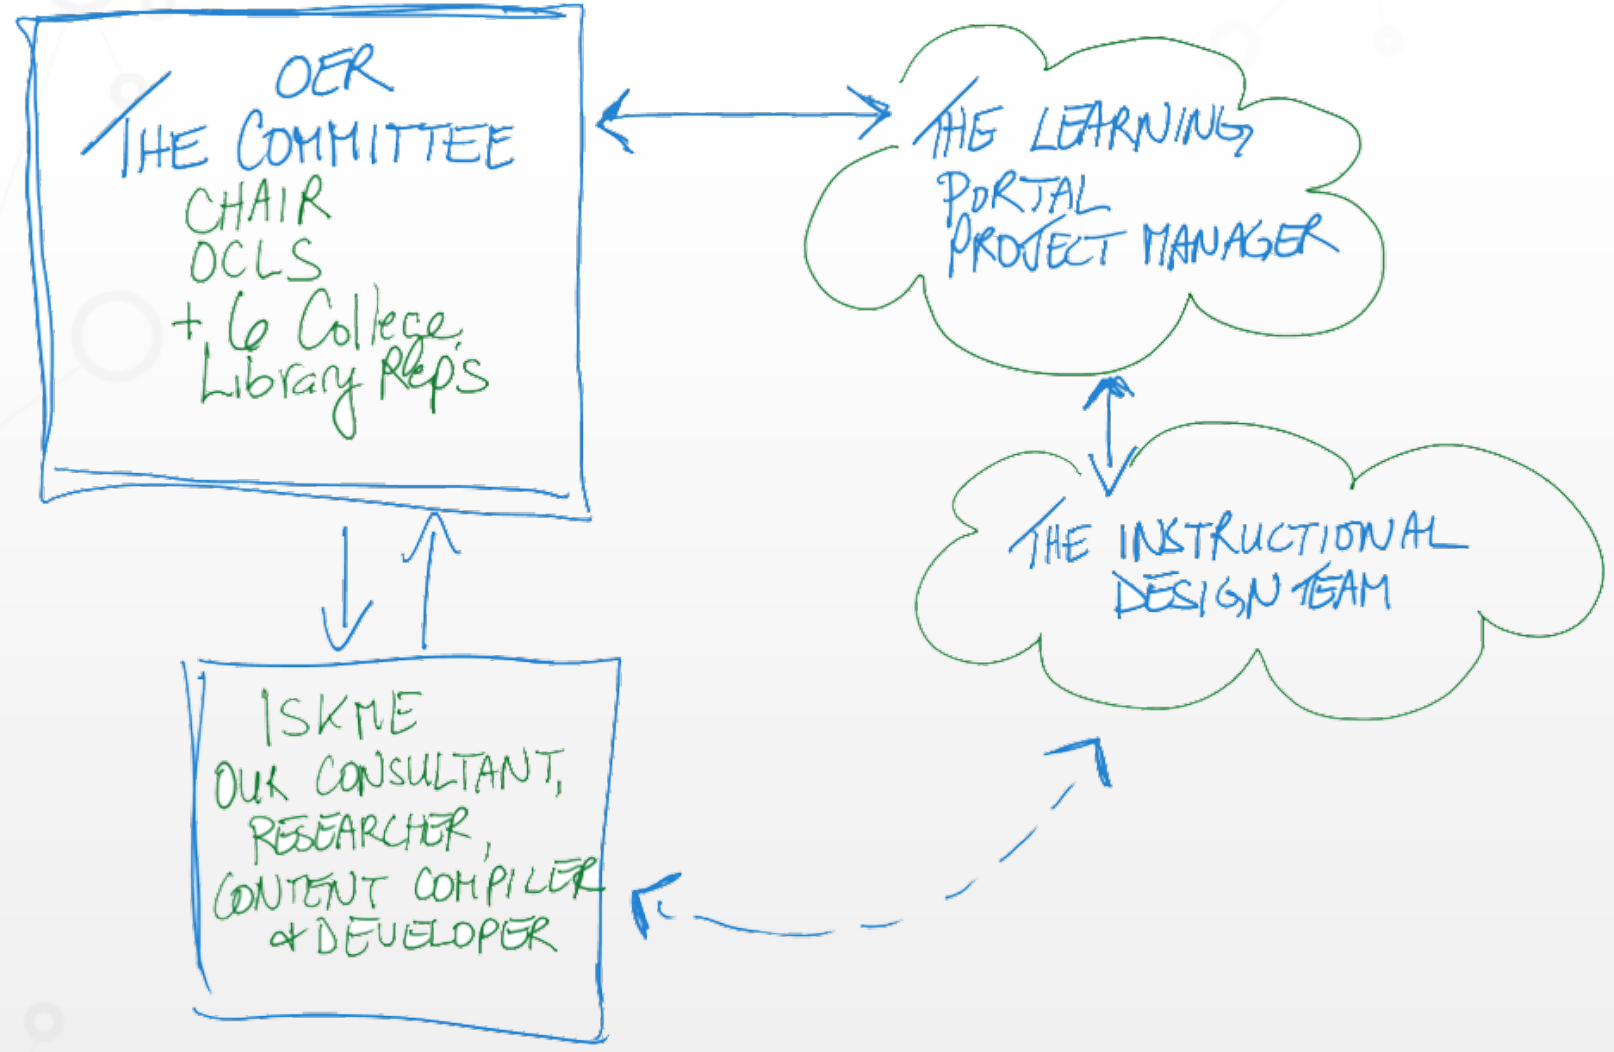 OER
THE COMMITTEE
CHAIR
OCLS
+ 6 College
Library Rep's
THE LEARNING
PORTAL
PROJECT MANAGER
THE INSTRUCTIONAL
DESIGN TEAM
ISKME
OUR CONSULTANT,
RESEARCHER,
CONTENT COMPILER
& DEVELOPER